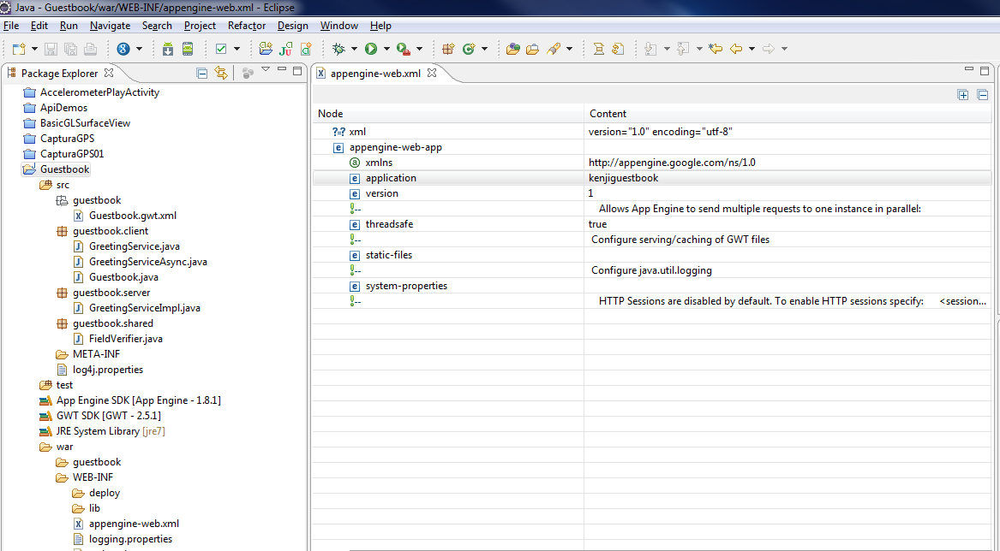 Java - Guestbook/war/WEB-INF/appengine-web.xml - Eclipse
File Edit Run Navigate Search Project Refactor Design Window Help
Package Explorer
AccelerometerPlayActivity
ApiDemos
BasicGLSurfaceView
CapturaGPS
CapturaGPS01
Guestbook
src
guestbook
Guestbook.gwt.xml
guestbook.client
GreetingService.java
GreetingServiceAsync.java
Guestbook.java
guestbook.server
GreetingServiceImpl.java
guestbook.shared
FieldVerifier.java
META-INF
log4j.properties
test
App Engine SDK [App Engine - 1.8.1]
GWT SDK [GWT - 2.5.1]
JRE System Library [jre7]
war
guestbook
WEB-INF
deploy
lib
appengine-web.xml
logging.properties
appengine-web.xml
Node Content
?=? xml version="1.0" encoding="utf-8"
e appengine-web-app
a xmlns http://appengine.google.com/ns/1.0
e application kenjiguestbook
e version 1
!-- Allows App Engine to send multiple requests to one instance in parallel:
e threadsafe true
!-- Configure serving/caching of GWT files
e static-files
!-- Configure java.util.logging
e system-properties
!-- HTTP Sessions are disabled by default. To enable HTTP sessions specify: <session...